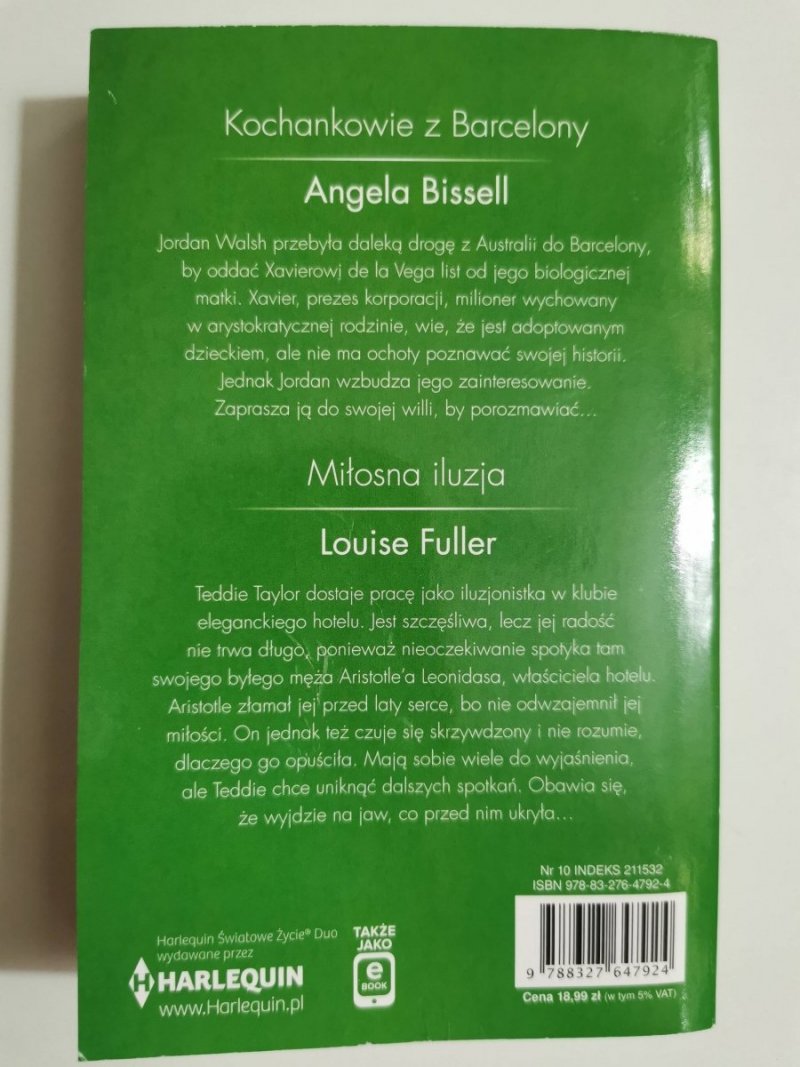 Kochankowie z Barcelony
Angela Bissell
Jordan Walsh przebyła daleką drogę z Australii do Barcelony,
by oddać Xavierowj de la Vega list od jego biologicznej
matki. Xavier, prezes korporacji, milioner wychowany
w arystokratycznej rodzinie, wie, że jest adoptowanym
dzieckiem, ale nie ma ochoty poznawać swojej historii.
Jednak Jordan wzbudza jego zainteresowanie.
Zaprasza ją do swojej willi, by porozmawiać...
Miłosna iluzja
Louise Fuller
Teddie Taylor dostaje pracę jako iluzjonistka w klubie
eleganckiego hotelu. Jest szczęśliwa, lecz jej radość
nie trwa długo, ponieważ nieoczekiwanie spotyka tam
swojego byłego męża Aristotle'a Leonidasa, właściciela hotelu.
Aristotle złamał jej przed laty serce, bo nie odwzajemnił jej
miłości. On jednak też czuje się skrzywdzony i nie rozumie,
dlaczego go opuściła. Mają sobie wiele do wyjaśnienia,
ale Teddie chce uniknąć dalszych spotkań. Obawia się,
że wyjdzie na jaw, co przed nim ukryła...
Nr 10 INDEKS 211532
ISBN 978-83-276-4792-4
9 788327 647924
Cena 18,99 zł (w tym 5% VAT)
Harlequin Światowe Życie® Duo
wydawane przez
H HARLEQUIN
www.Harlequin.pl
TAKŻE
JAKO
e
BOOK